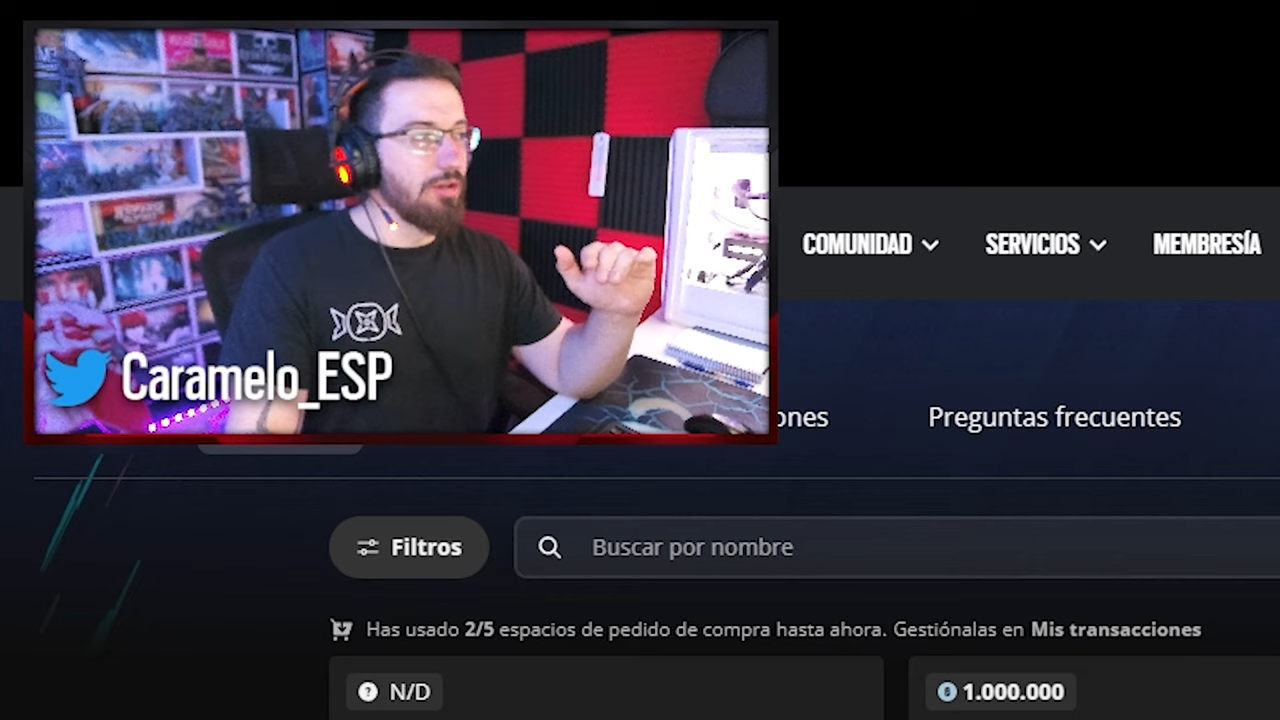 COMUNIDAD
SERVICIOS
MEMBRESÍA
Caramelo_ESP
Preguntas frecuentes
Filtros
Buscar por nombre
Has usado 2/5 espacios de pedido de compra hasta ahora. Gestiónalas en Mis transacciones
N/D
1.000.000